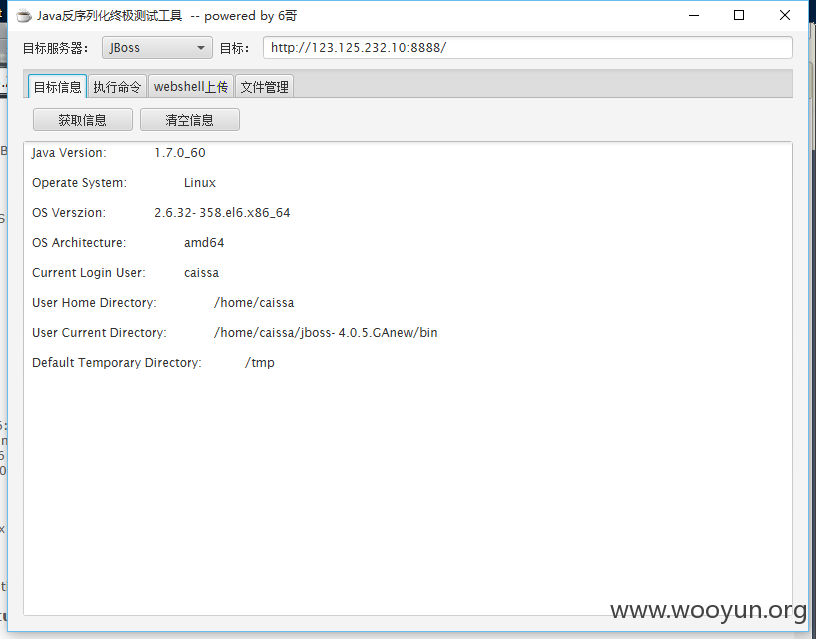 Java反序列化终极测试工具 -- powered by 6哥
目标服务器： JBoss 目标： http://123.125.232.10:8888/
目标信息 执行命令 webshell上传 文件管理
获取信息 清空信息
Java Version: 1.7.0_60
Operate System: Linux
OS Verszion: 2.6.32- 358.el6.x86_64
OS Architecture: amd64
Current Login User: caissa
User Home Directory: /home/caissa
User Current Directory: /home/caissa/jboss- 4.0.5.GAnew/bin
Default Temporary Directory: /tmp
www.wooyun.org